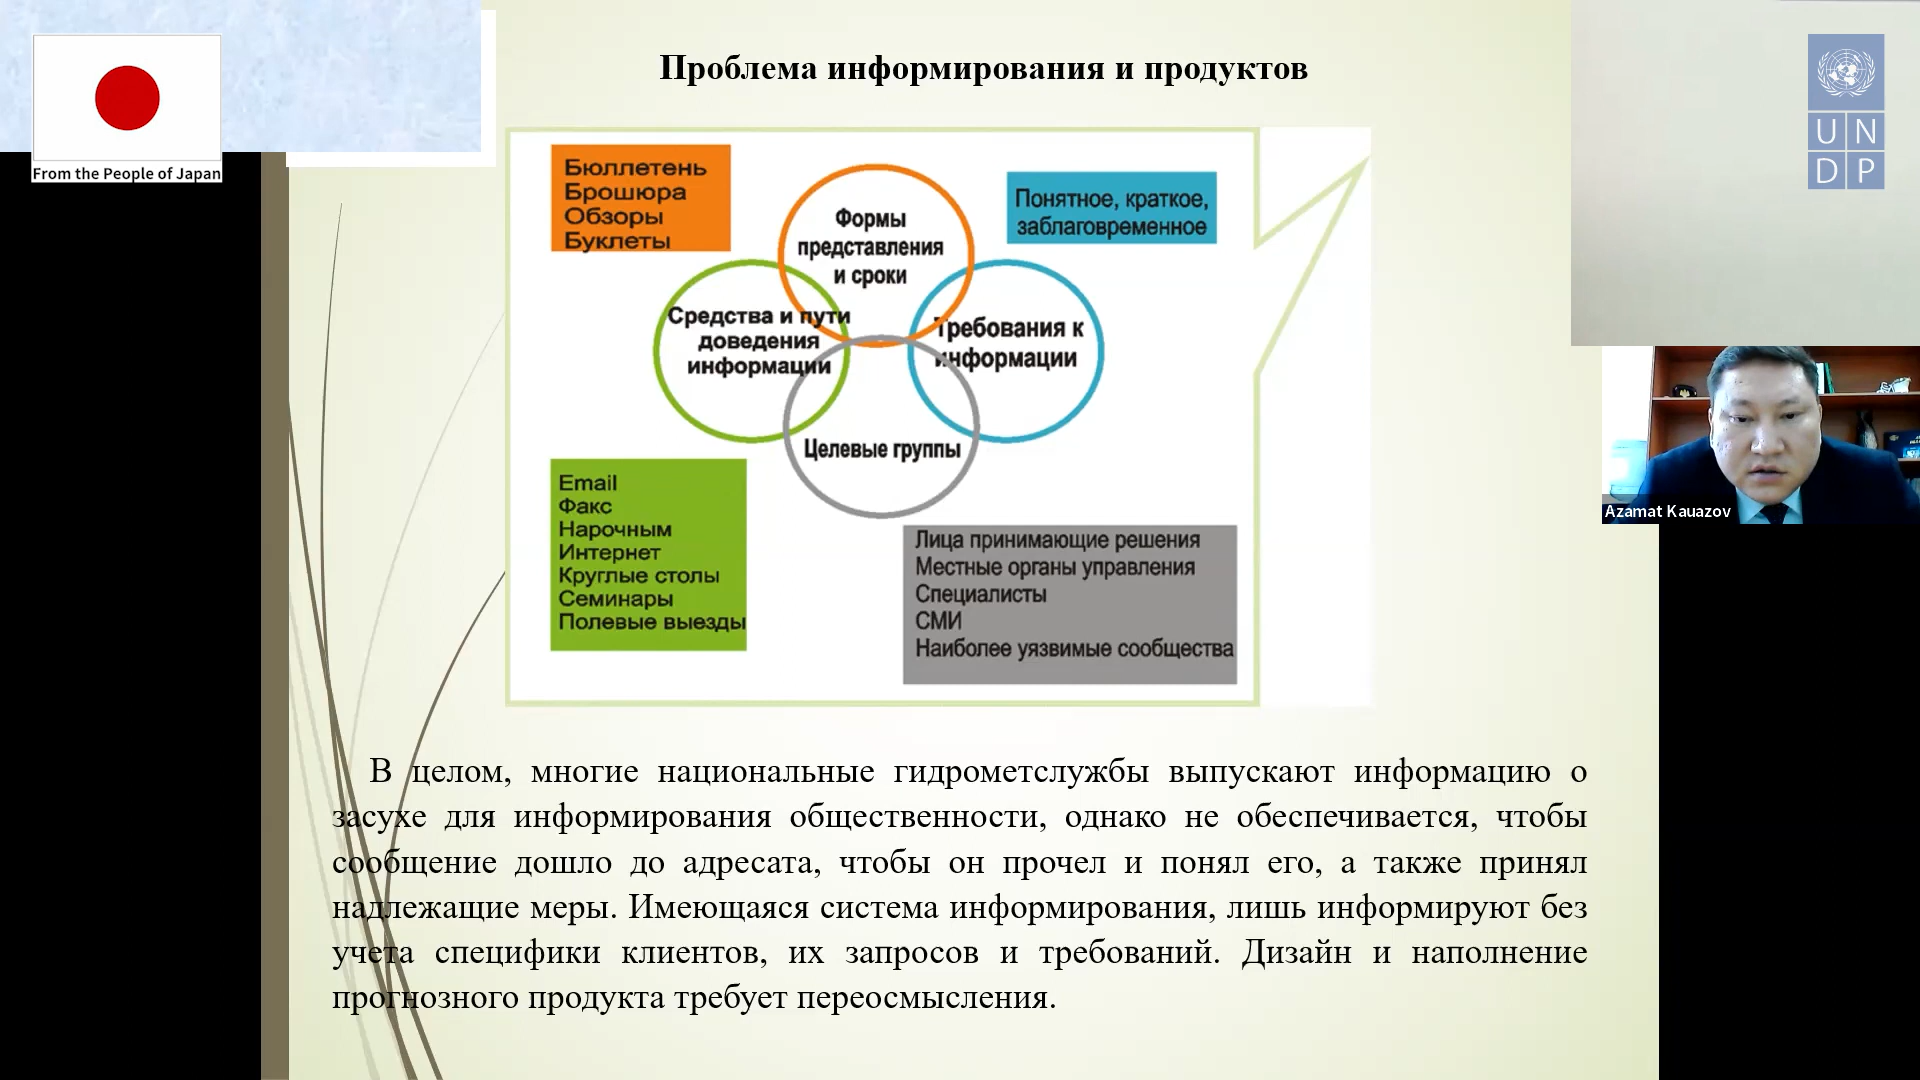 Проблема информирования и продуктов
From the People of Japan
U N
D P
Бюллетень
Брошюра
Обзоры
Буклеты
Формы
представления
и сроки
Понятное, краткое,
заблаговременное
Средства и пути
доведения
информации
Требования к
информации
Целевые группы
Email
Факс
Нарочным
Интернет
Круглые столы
Семинары
Полевые выезды
Лица принимающие решения
Местные органы управления
Специалисты
СМИ
Наиболее уязвимые сообщества
Azamat Kauazov
В целом, многие национальные гидрометслужбы выпускают информацию о
засухе для информирования общественности, однако не обеспечивается, чтобы
сообщение дошло до адресата, чтобы он прочел и понял его, а также принял
надлежащие меры. Имеющаяся система информирования, лишь информируют без
учета специфики клиентов, их запросов и требований. Дизайн и наполнение
прогнозного продукта требует переосмысления.